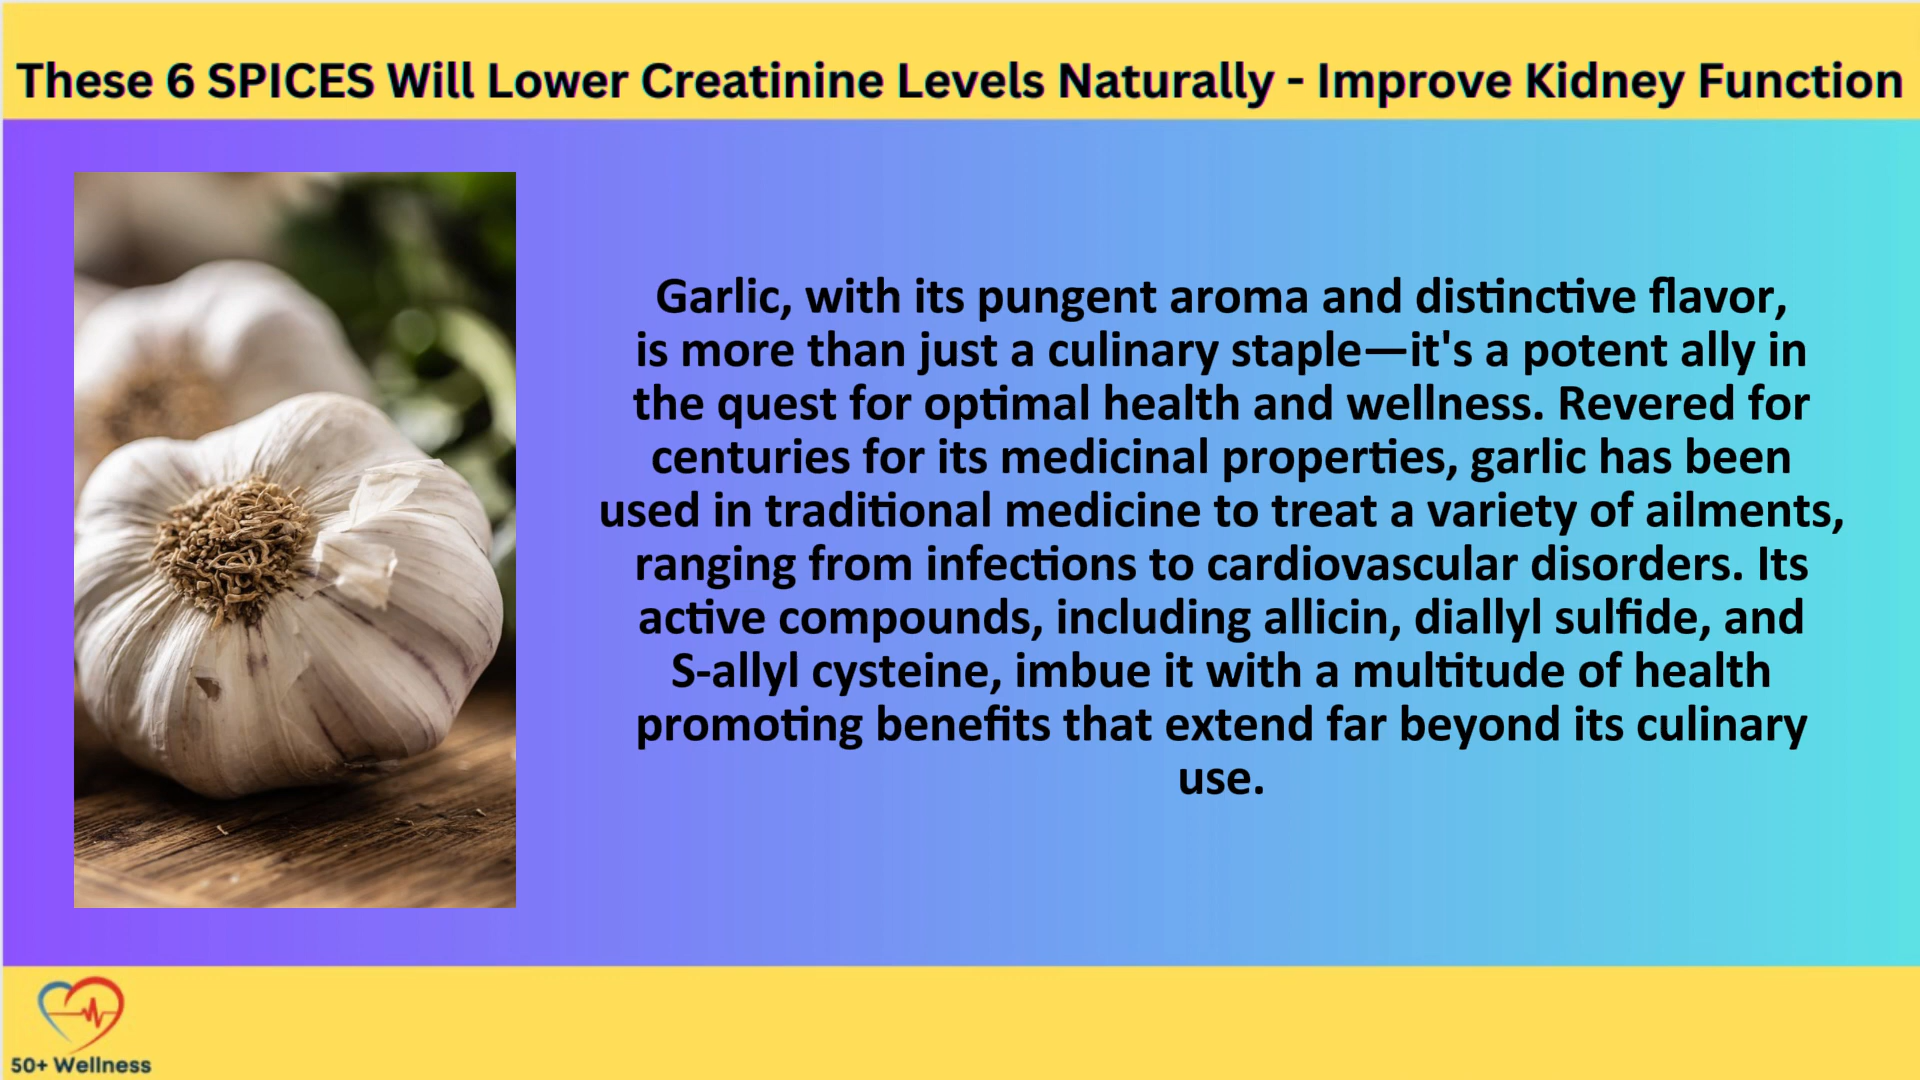 These 6 SPICES Will Lower Creatinine Levels Naturally - Improve Kidney Function
Garlic, with its pungent aroma and distinctive flavor,
is more than just a culinary staple—it's a potent ally in
the quest for optimal health and wellness. Revered for
centuries for its medicinal properties, garlic has been
used in traditional medicine to treat a variety of ailments,
ranging from infections to cardiovascular disorders. Its
active compounds, including allicin, diallyl sulfide, and
S-allyl cysteine, imbue it with a multitude of health
promoting benefits that extend far beyond its culinary
use.
50+ Wellness